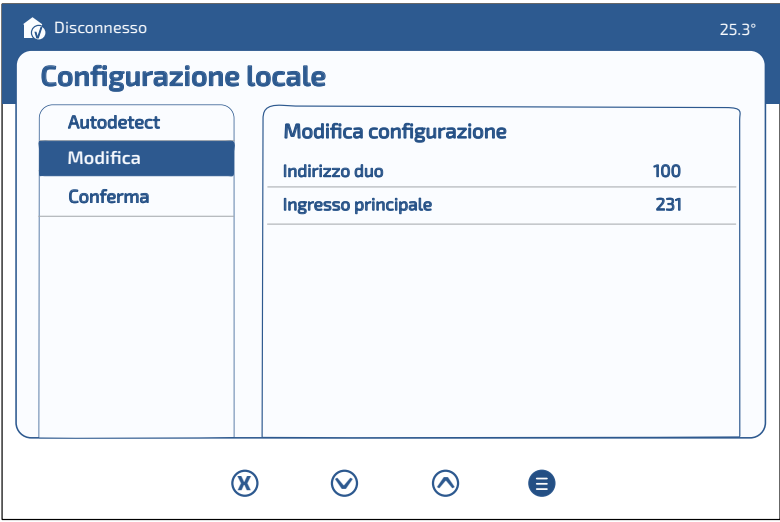 Disconnesso
25.3°
Configurazione locale
Autodetect
Modifica
Conferma
Modifica configurazione
Indirizzo duo 100
Ingresso principale 231
X